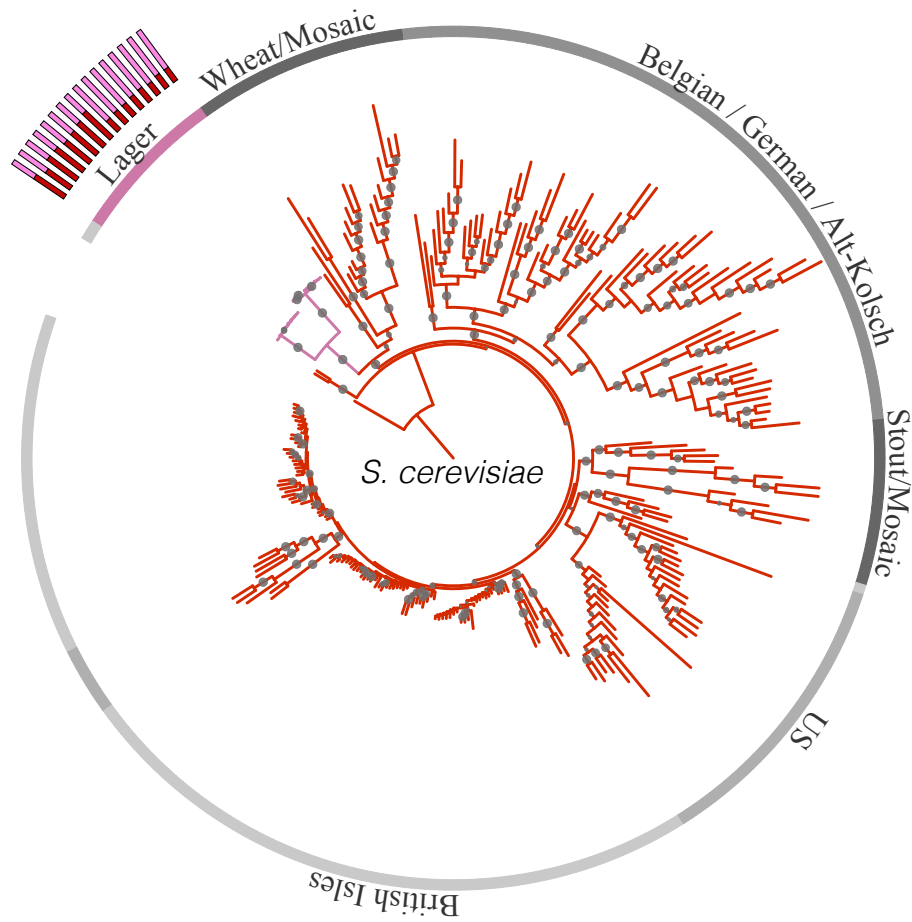 Wheat/Mosaic
Belgian / German / Alt-Kolsch
Lager
Stout/Mosaic
S. cerevisiae
US
British Isles